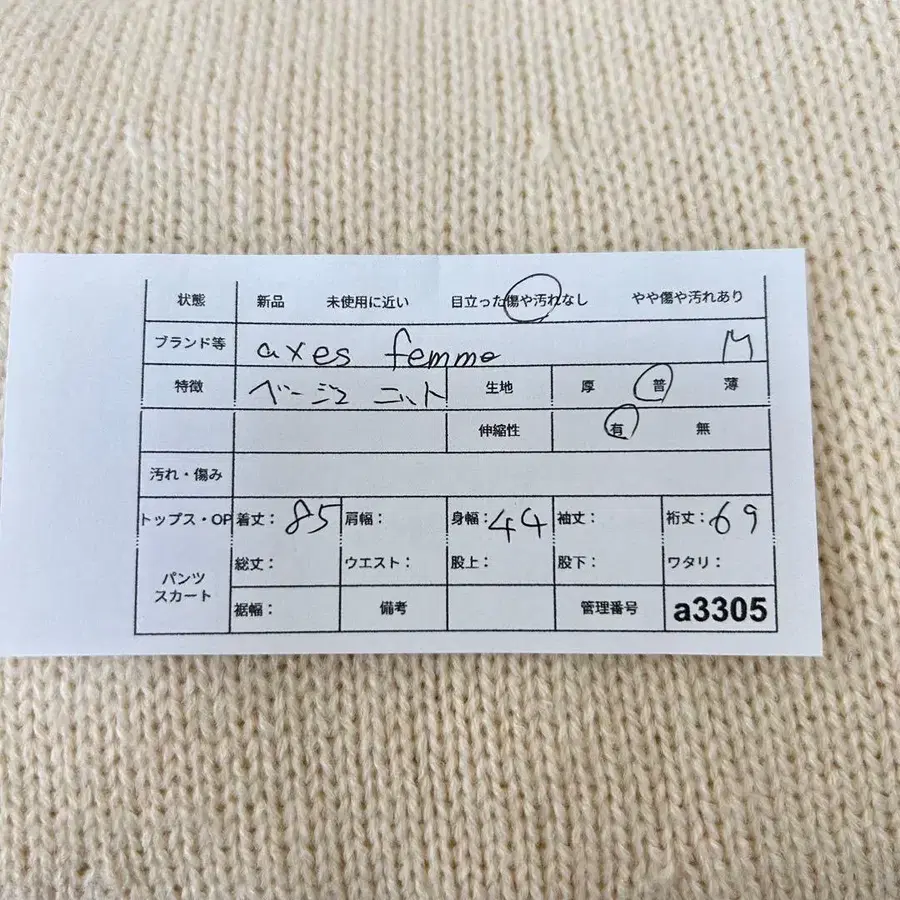 状態 新品 未使用に近い 目立った傷や汚れなし やや傷や汚れあり
ブランド等 axes femme M
特徴 ベージュ ニット 生地 厚 普 薄
伸縮性 有 無
汚れ・傷み
トップス・OP 着丈：85 肩幅： 身幅：44 袖丈： 裄丈：69
パンツ スカート 総丈： ウエスト： 股上： 股下： ワタリ：
裾幅： 備考 管理番号 a3305